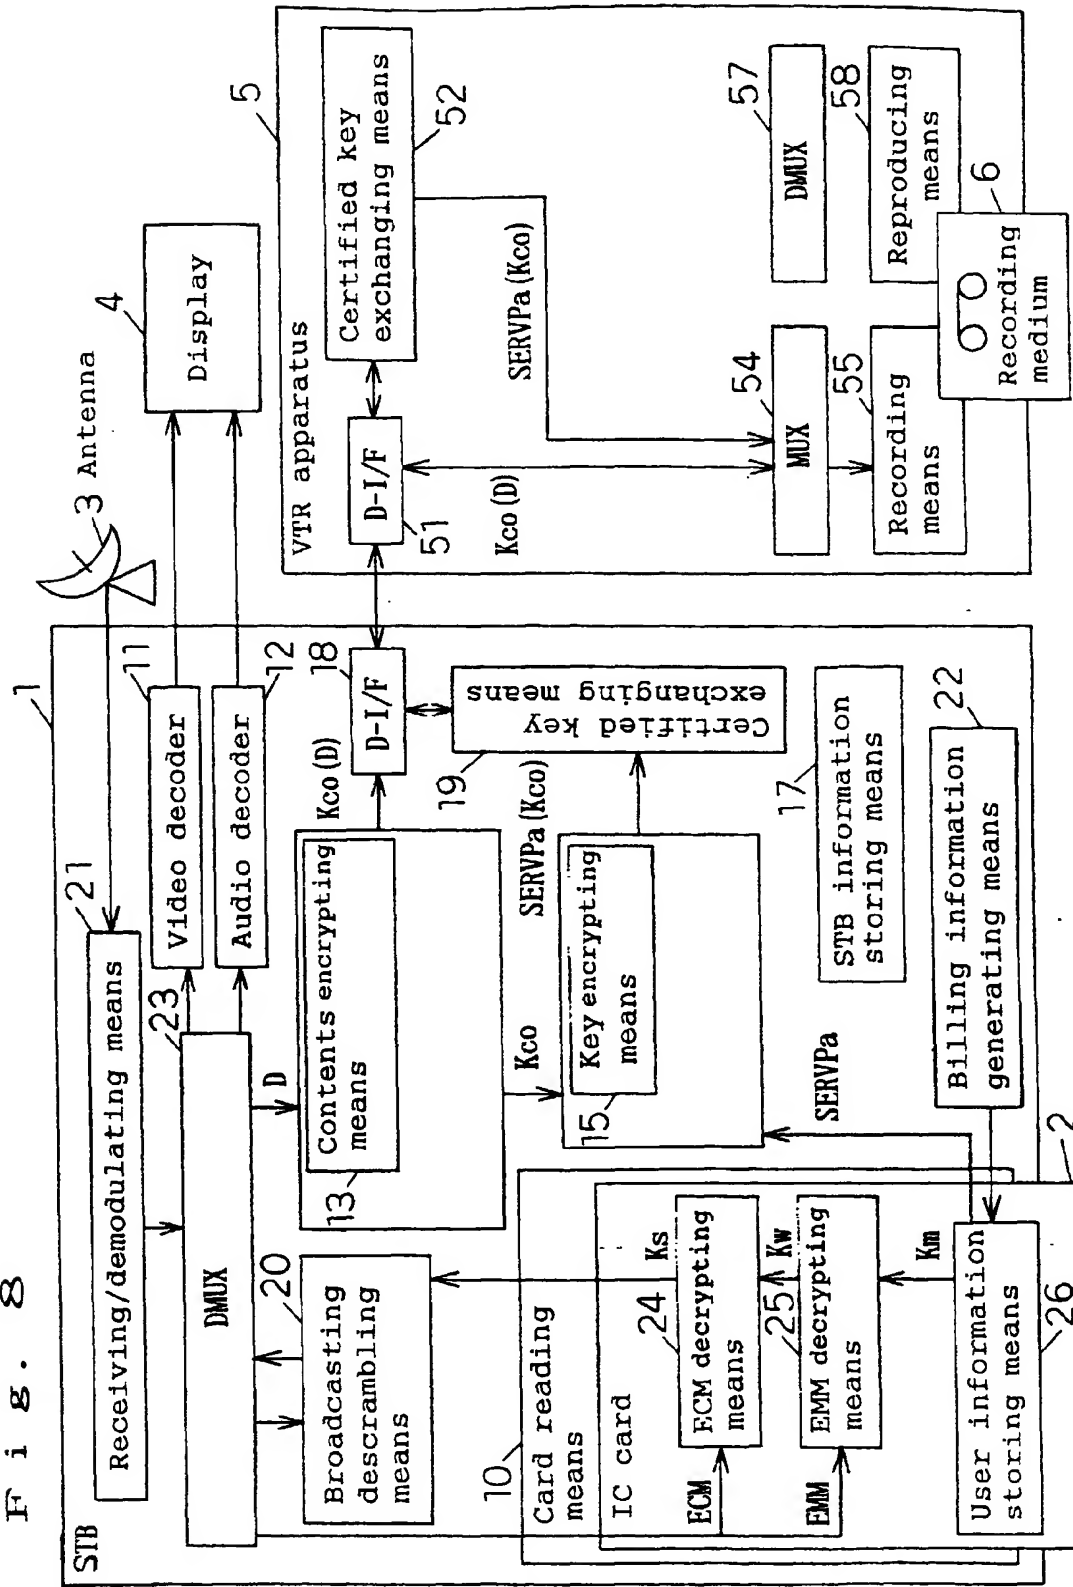 Fig. 8
STB
1
Receiving/demodulating means
21
3 Antenna
4
Display
DMUX
23
Video decoder
11
Audio decoder
12
D
20
Broadcasting
descrambling
means
Contents encrypting
means
13
Kco(D)
D-I/F
18
Kco
SERVPa(Kco)
Certified key
exchanging means
19
Key encrypting
means
15
10
Card reading
means
IC card
2
ECM
EMM
Ks
24
ECM decrypting
means
Kw
25
EMM decrypting
means
Km
User information
storing means
26
SERVPa
STB information
storing means
17
Billing information
generating means
22
5
VTR apparatus
D-I/F
51
Certified key
exchanging means
52
Kco(D)
SERVPa(Kco)
MUX
54
DMUX
57
Recording
means
55
Reproducing
means
58
Recording
medium
6